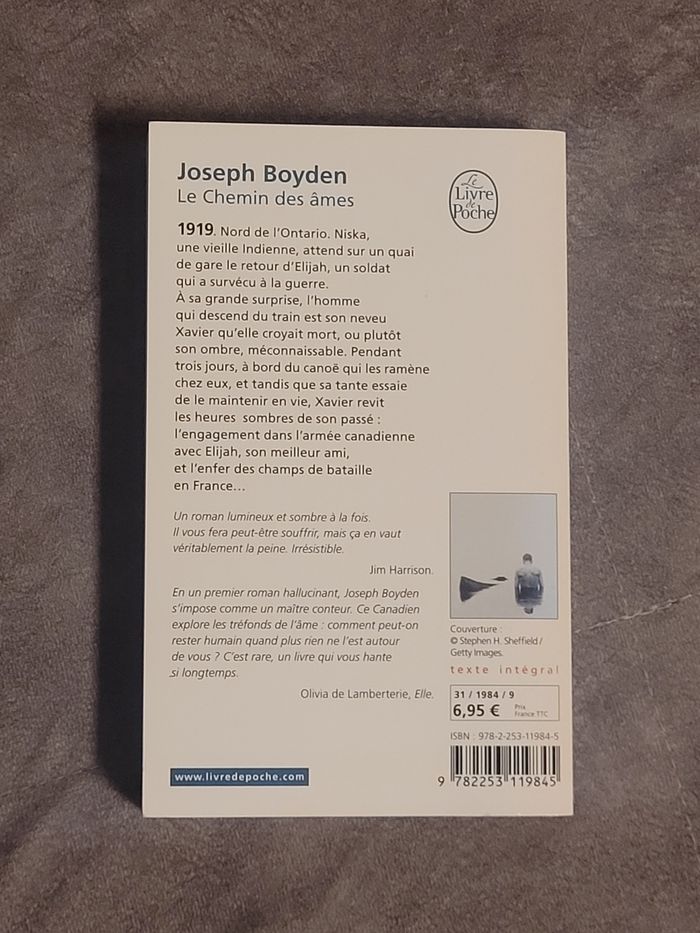 Joseph Boyden
Le Chemin des âmes
Le
Livre
de
Poche
1919. Nord de l'Ontario. Niska,
une vieille Indienne, attend sur un quai
de gare le retour d'Elijah, un soldat
qui a survécu à la guerre.
À sa grande surprise, l'homme
qui descend du train est son neveu
Xavier qu'elle croyait mort, ou plutôt
son ombre, méconnaissable. Pendant
trois jours, à bord du canoë qui les ramène
chez eux, et tandis que sa tante essaie
de le maintenir en vie, Xavier revit
les heures sombres de son passé :
l'engagement dans l'armée canadienne
avec Elijah, son meilleur ami,
et l'enfer des champs de bataille
en France...
Un roman lumineux et sombre à la fois.
Il vous fera peut-être souffrir, mais ça en vaut
véritablement la peine. Irrésistible.
Jim Harrison.
En un premier roman hallucinant, Joseph Boyden
s'impose comme un maître conteur. Ce Canadien
explore les tréfonds de l'âme : comment peut-on
rester humain quand plus rien ne l'est autour
de vous ? C'est rare, un livre qui vous hante
si longtemps.
Olivia de Lamberterie, Elle.
www.livredepoche.com
Couverture :
© Stephen H. Sheffield /
Getty Images.
texte intégral
31 / 1984 / 9
6,95 €
Prix
France TTC
ISBN : 978-2-253-11984-5
9 782253 119845